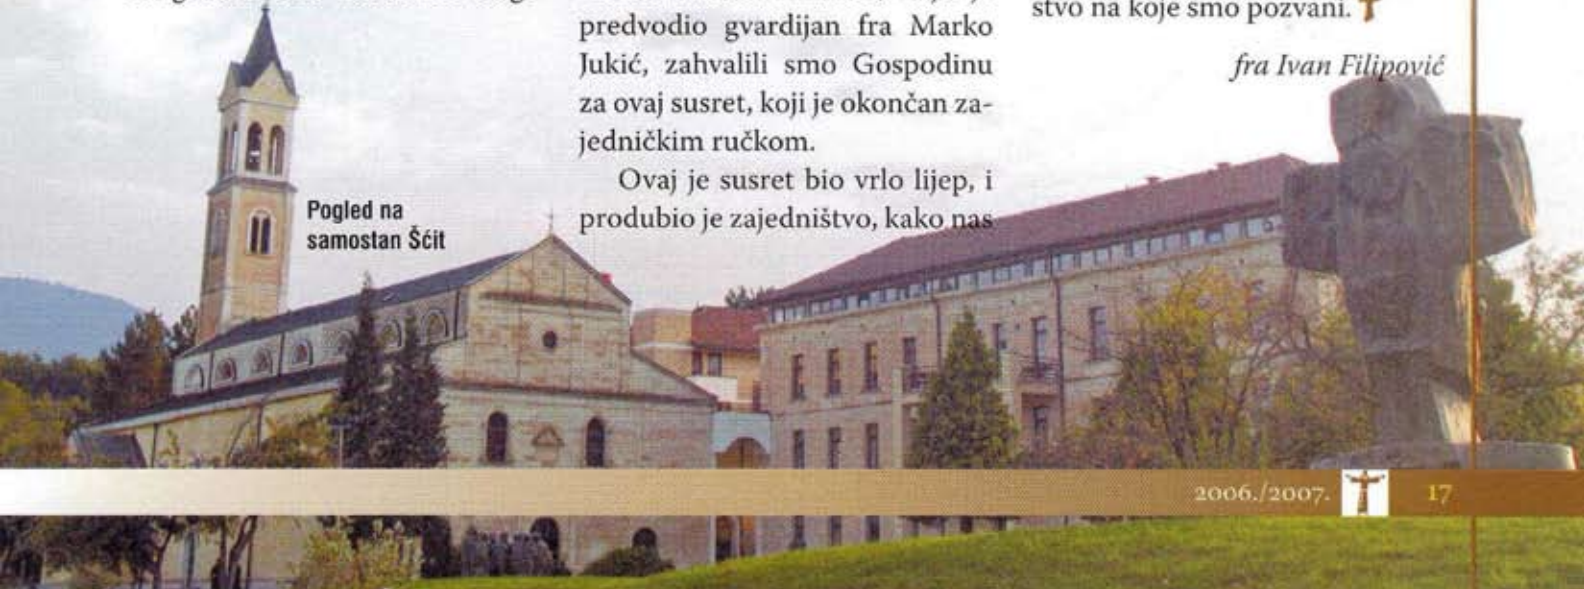 predvodio gvardijan fra Marko
Jukić, zahvalili smo Gospodinu
za ovaj susret, koji je okončan za-
jedničkim ručkom.
Ovaj je susret bio vrlo lijep, i
produbio je zajedništvo, kako nas
stvo na koje smo pozvani.
fra Ivan Filipović
Pogled na
samostan Šćit
2006./2007.
17